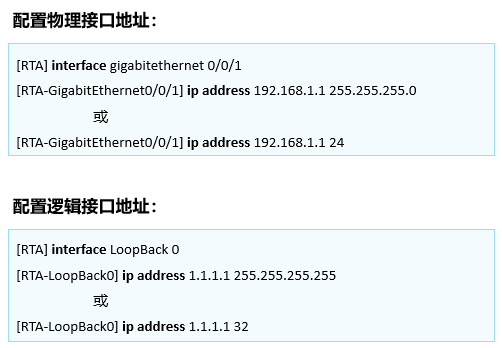 配置物理接口地址：
[RTA] interface gigabitethernet 0/0/1
[RTA-GigabitEthernet0/0/1] ip address 192.168.1.1 255.255.255.0
或
[RTA-GigabitEthernet0/0/1] ip address 192.168.1.1 24
配置逻辑接口地址：
[RTA] interface LoopBack 0
[RTA-LoopBack0] ip address 1.1.1.1 255.255.255.255
或
[RTA-LoopBack0] ip address 1.1.1.1 32